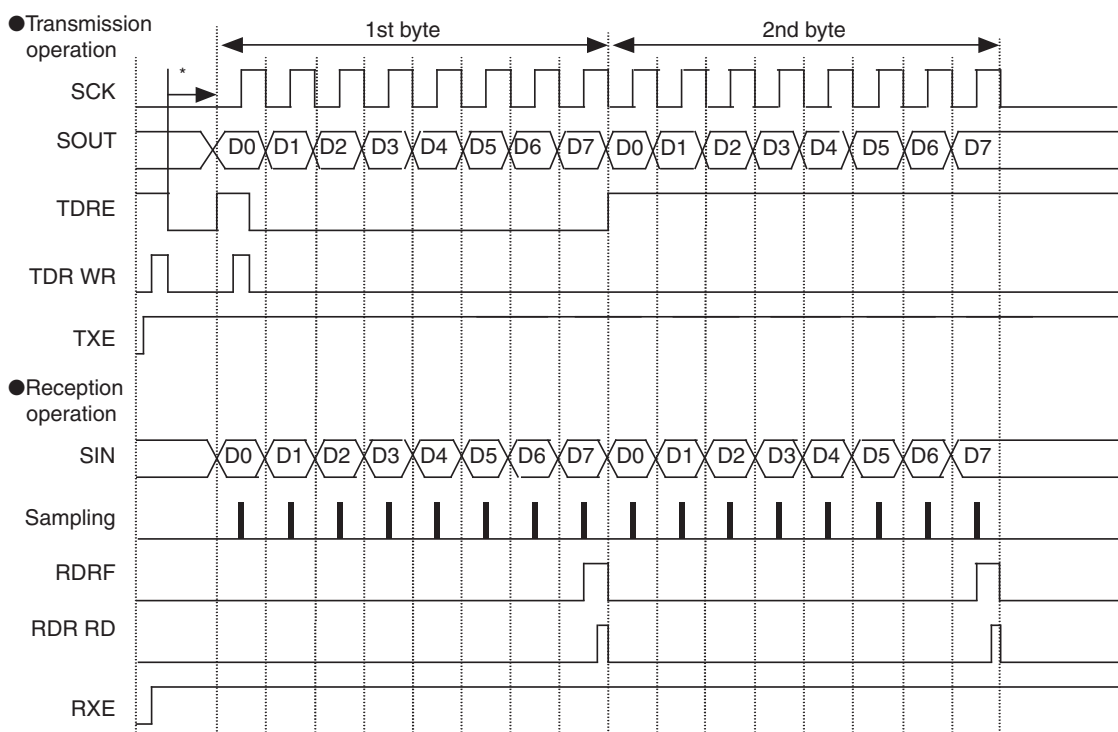 ●Transmission
operation
1st byte
2nd byte
*
SCK
SOUT D0 D1 D2 D3 D4 D5 D6 D7 D0 D1 D2 D3 D4 D5 D6 D7
TDRE
TDR WR
TXE
●Reception
operation
SIN D0 D1 D2 D3 D4 D5 D6 D7 D0 D1 D2 D3 D4 D5 D6 D7
Sampling
RDRF
RDR RD
RXE